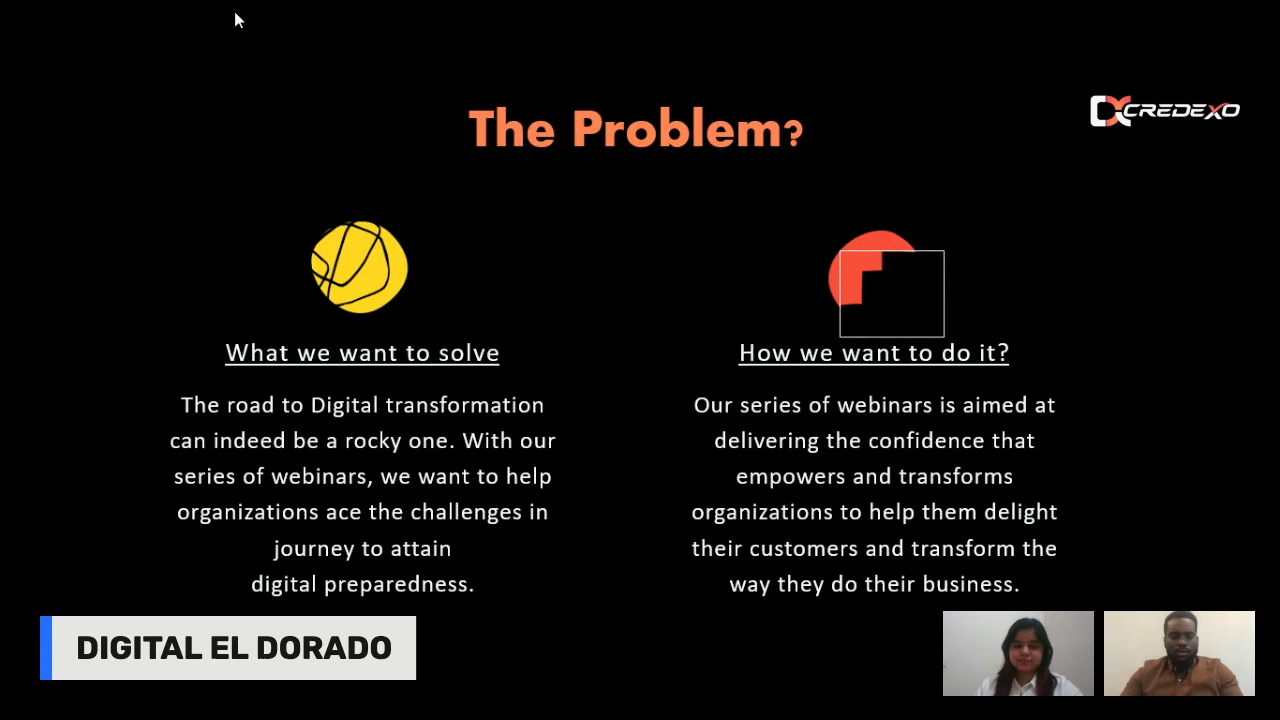 The Problem?
CREDEXO
What we want to solve
The road to Digital transformation
can indeed be a rocky one. With our
series of webinars, we want to help
organizations ace the challenges in
journey to attain
digital preparedness.
How we want to do it?
Our series of webinars is aimed at
delivering the confidence that
empowers and transforms
organizations to help them delight
their customers and transform the
way they do their business.
DIGITAL EL DORADO